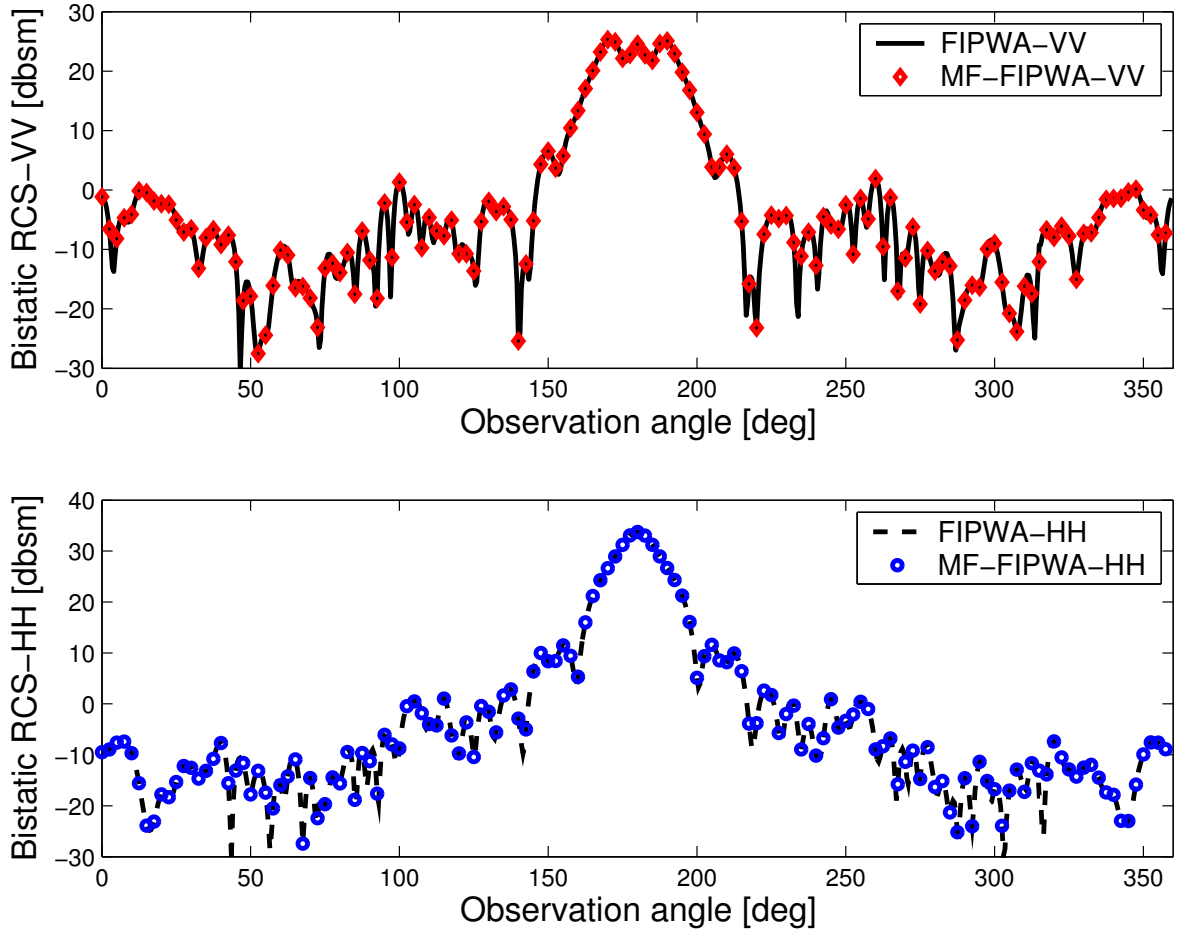 30
20
10
0
−10
−20
−30
Bistatic RCS−VV [dbsm]
FIPWA−VV
MF−FIPWA−VV
0 50 100 150 200 250 300 350
Observation angle [deg]
40
30
20
10
0
−10
−20
−30
Bistatic RCS−HH [dbsm]
FIPWA−HH
MF−FIPWA−HH
0 50 100 150 200 250 300 350
Observation angle [deg]